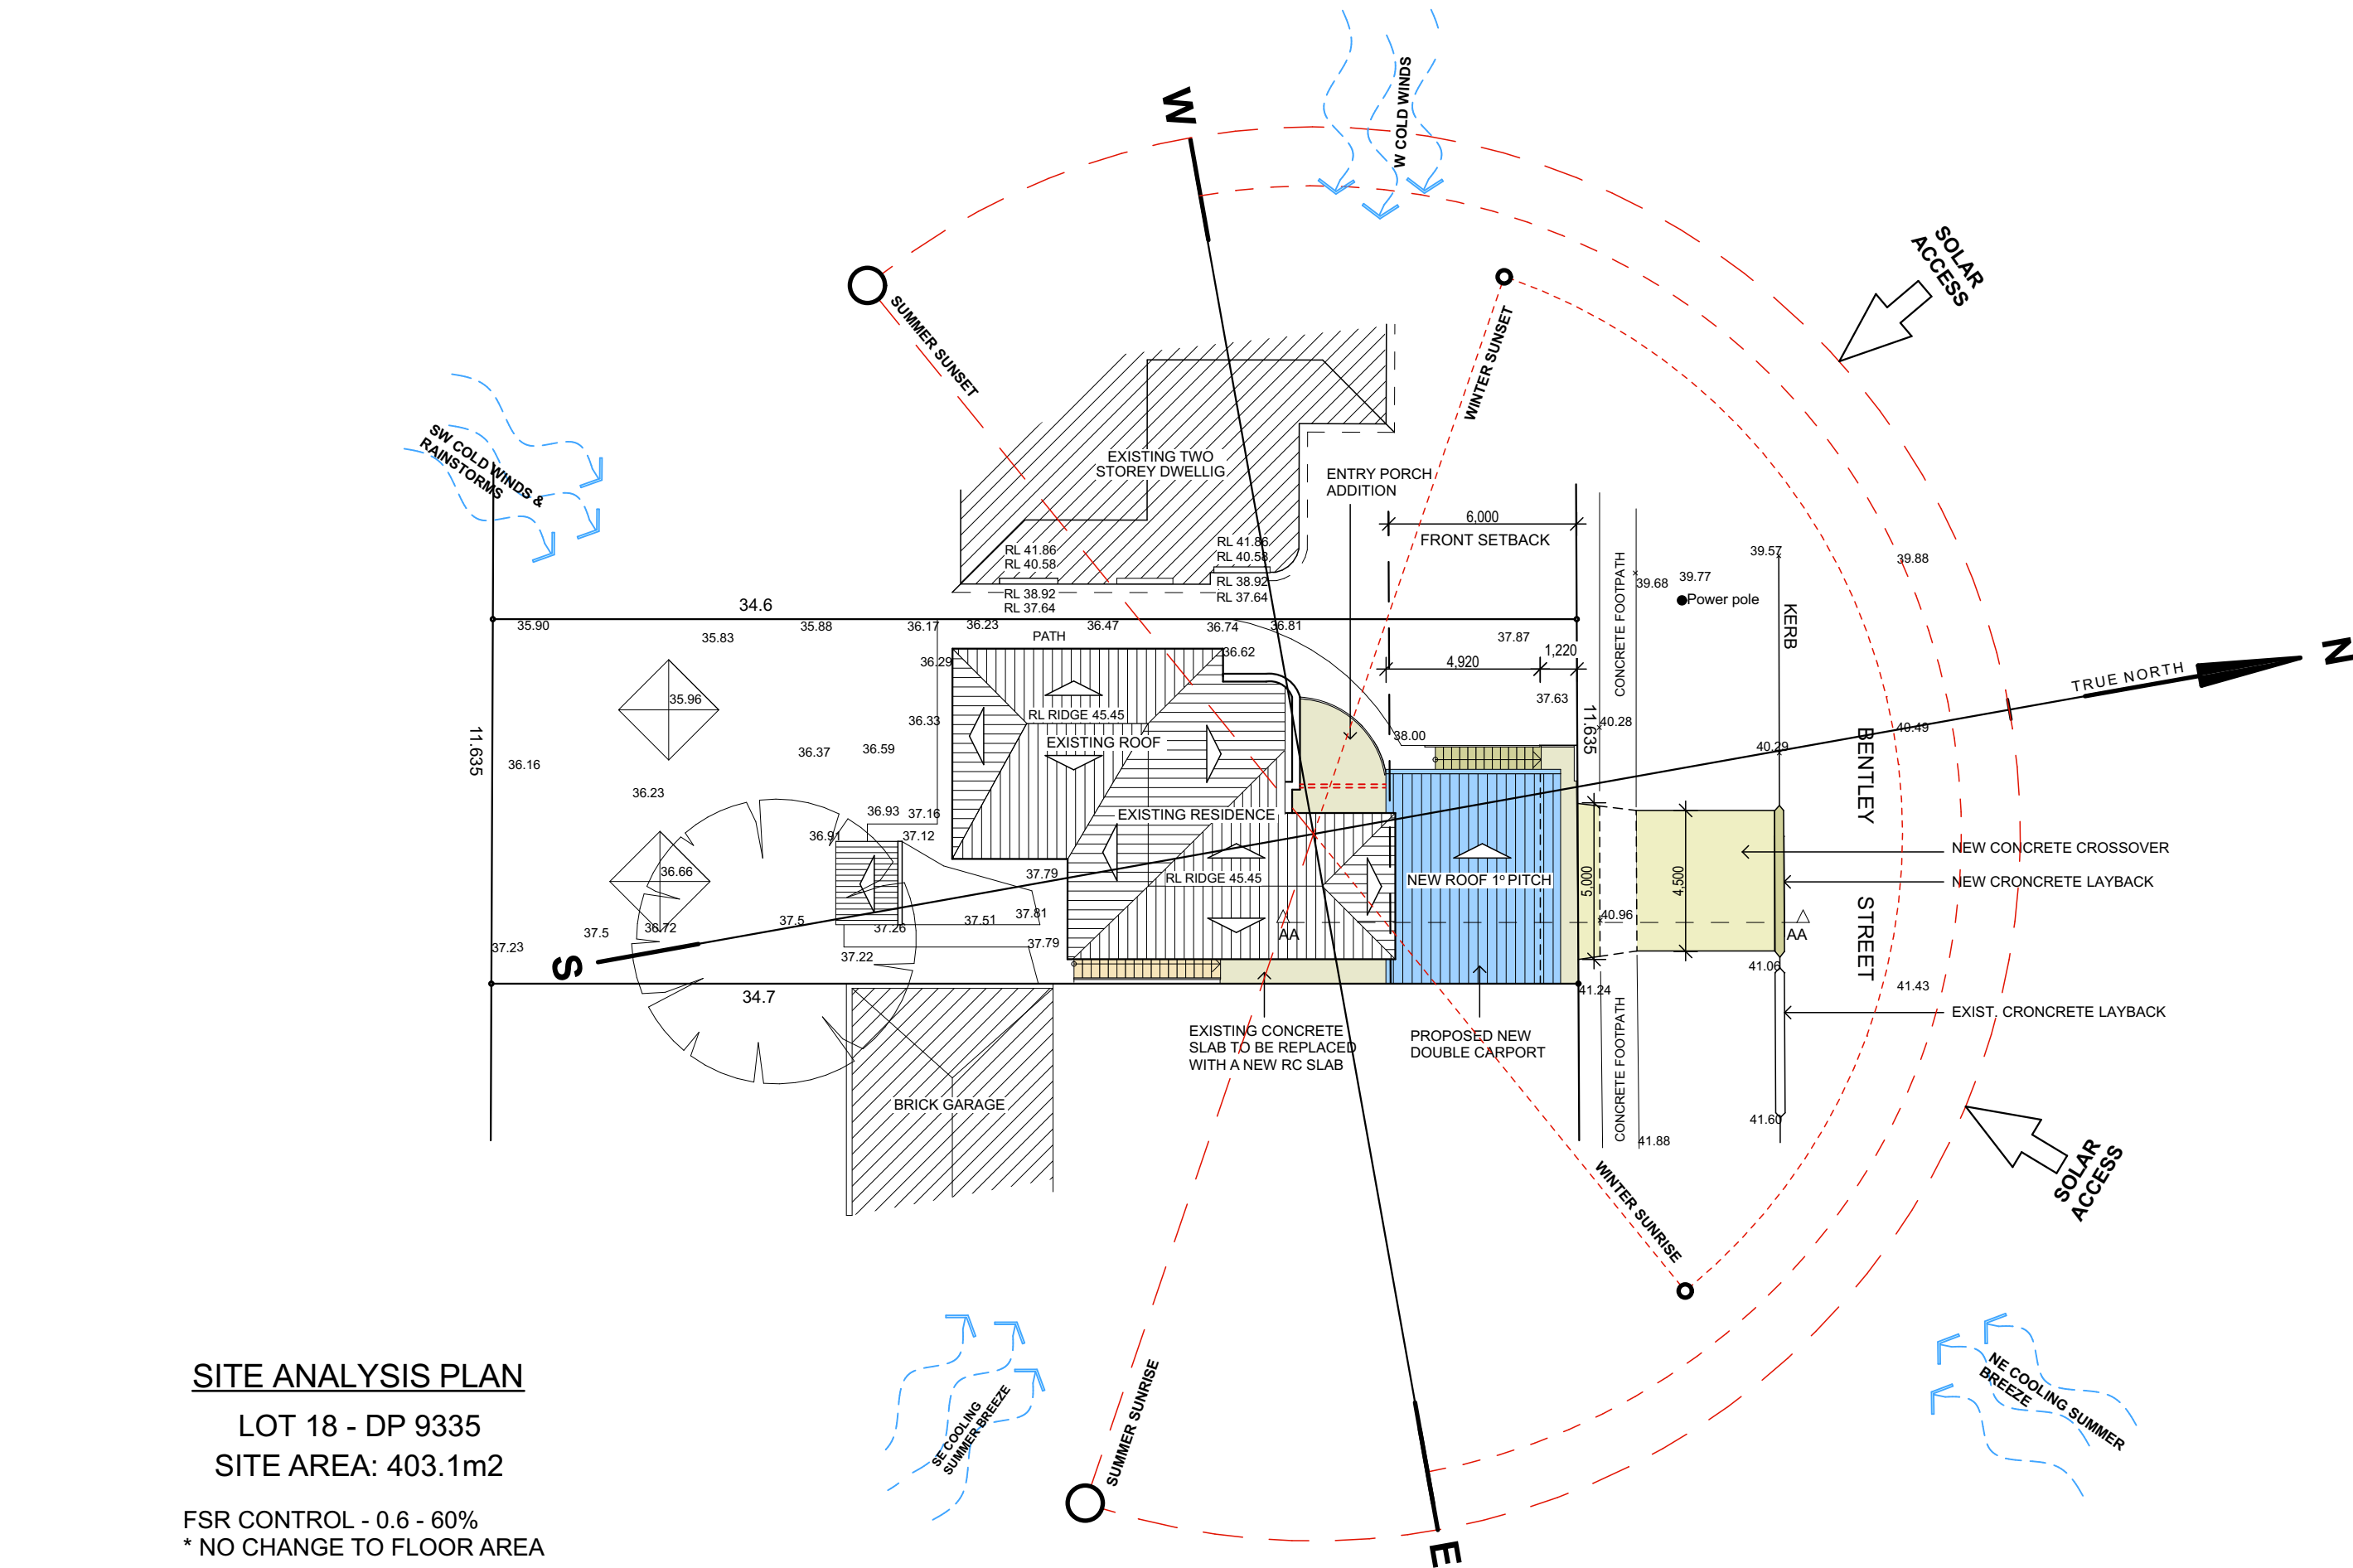 W
W COLD WINDS
SOLAR
ACCESS
SUMMER SUNSET
WINTER SUNSET
SW COLD WINDS &
RAINSTORMS
EXISTING TWO
STOREY DWELLIG
ENTRY PORCH
ADDITION
6,000
FRONT SETBACK
RL 41.86
RL 40.58
RL 41.86
RL 40.58
RL 38.92
RL 37.64
RL 38.92
RL 37.64
CONCRETE FOOTPATH
39.57
39.88
39.68
39.77
Power pole
KERB
34.6
35.90
35.83
35.88
36.17
36.23
36.47
36.74
36.81
37.87
PATH
36.62
36.29
4,920
1,220
N
TRUE NORTH
35.96
37.63
RL RIDGE 45.45
36.33
EXISTING ROOF
38.00
11.635
40.28
40.29
40.49
BENTLEY
11.635
36.16
36.37
36.59
36.23
36.93
37.16
EXISTING RESIDENCE
36.91
37.12
NEW CONCRETE CROSSOVER
36.66
37.79
RL RIDGE 45.45
NEW ROOF 1º PITCH
5,000
4,500
NEW CRONCRETE LAYBACK
STREET
37.5
36.72
37.5
37.26
37.51
37.81
40.96
AA
AA
37.23
37.22
37.79
S
34.7
41.24
41.06
41.43
EXIST. CRONCRETE LAYBACK
EXISTING CONCRETE
SLAB TO BE REPLACED
WITH A NEW RC SLAB
PROPOSED NEW
DOUBLE CARPORT
CONCRETE FOOTPATH
BRICK GARAGE
41.60
41.88
SOLAR
ACCESS
WINTER SUNRISE
SUMMER SUNRISE
SE COOLING
SUMMER BREEZE
NE COOLING SUMMER
BREEZE
E
SITE ANALYSIS PLAN
LOT 18 - DP 9335
SITE AREA: 403.1m2
FSR CONTROL - 0.6 - 60%
* NO CHANGE TO FLOOR AREA